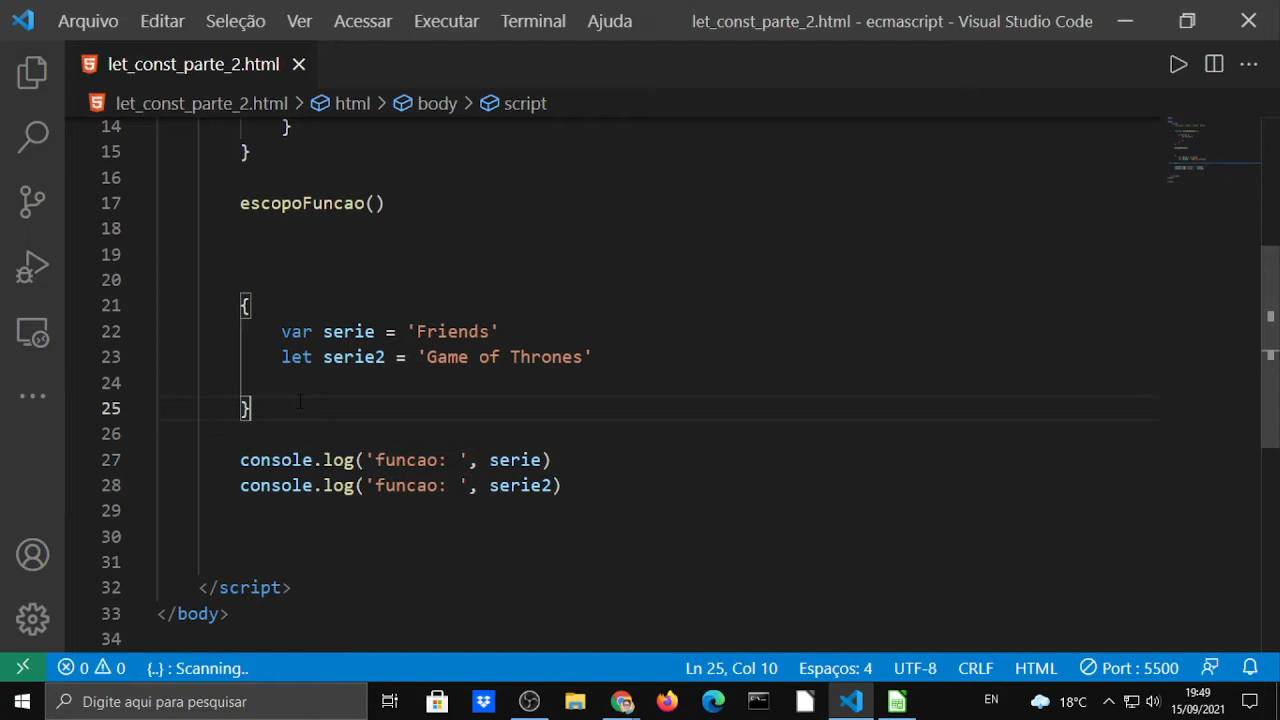 Arquivo Editar Seleção Ver Acessar Executar Terminal Ajuda let_const_parte_2.html - ecmascript - Visual Studio Code
let_const_parte_2.html
let_const_parte_2.html > html > body > script
14 }
15 }
16
17 escopoFuncao()
18
19
20
21 {
22 var serie = 'Friends'
23 let serie2 = 'Game of Thrones'
24
25 }
26
27 console.log('funcao: ', serie)
28 console.log('funcao: ', serie2)
29
30
31
32 </script>
33 </body>
34
0 0 {..} : Scanning.. Ln 25, Col 10 Espaços: 4 UTF-8 CRLF HTML Port : 5500
Digite aqui para pesquisar EN 18°C 19:49
15/09/2021